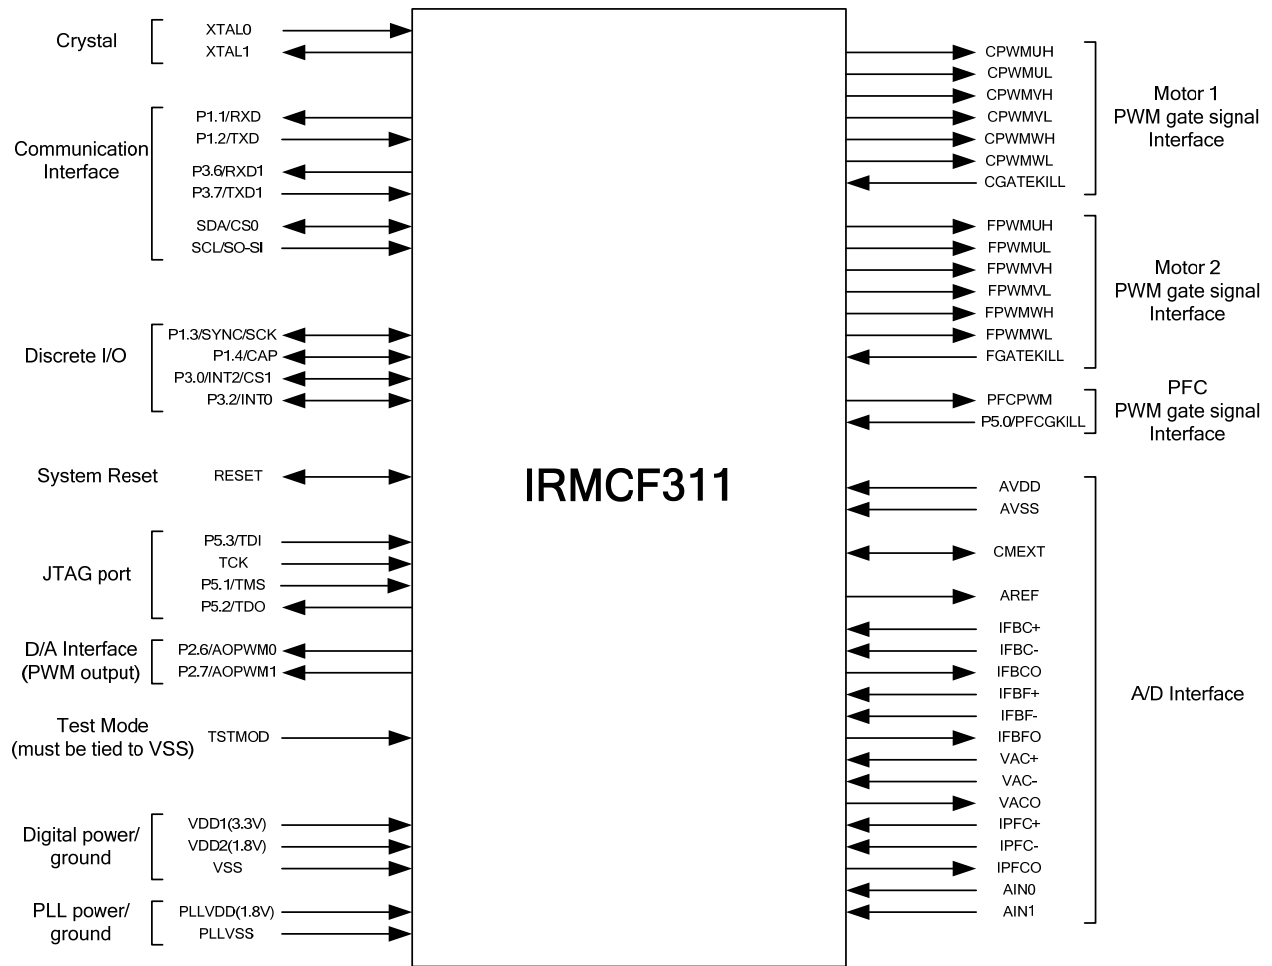 Crystal
XTAL0
XTAL1
Communication
Interface
P1.1/RXD
P1.2/TXD
P3.6/RXD1
P3.7/TXD1
SDA/CS0
SCL/SO-SI
Discrete I/O
P1.3/SYNC/SCK
P1.4/CAP
P3.0/INT2/CS1
P3.2/INT0
System Reset
RESET
JTAG port
P5.3/TDI
TCK
P5.1/TMS
P5.2/TDO
D/A Interface
(PWM output)
P2.6/AOPWM0
P2.7/AOPWM1
Test Mode
(must be tied to VSS)
TSTMOD
Digital power/
ground
VDD1(3.3V)
VDD2(1.8V)
VSS
PLL power/
ground
PLLVDD(1.8V)
PLLVSS
IRMCF311
CPWMUH
CPWMUL
CPWMVH
CPWMVL
CPWMWH
CPWMWL
CGATEKILL
Motor 1
PWM gate signal
Interface
FPWMUH
FPWMUL
FPWMVH
FPWMVL
FPWMWH
FPWMWL
FGATEKILL
Motor 2
PWM gate signal
Interface
PFCPWM
P5.0/PFCGKILL
PFC
PWM gate signal
Interface
AVDD
AVSS
CMEXT
AREF
IFBC+
IFBC-
IFBCO
IFBF+
IFBF-
IFBFO
VAC+
VAC-
VACO
IPFC+
IPFC-
IPFCO
AIN0
AIN1
A/D Interface